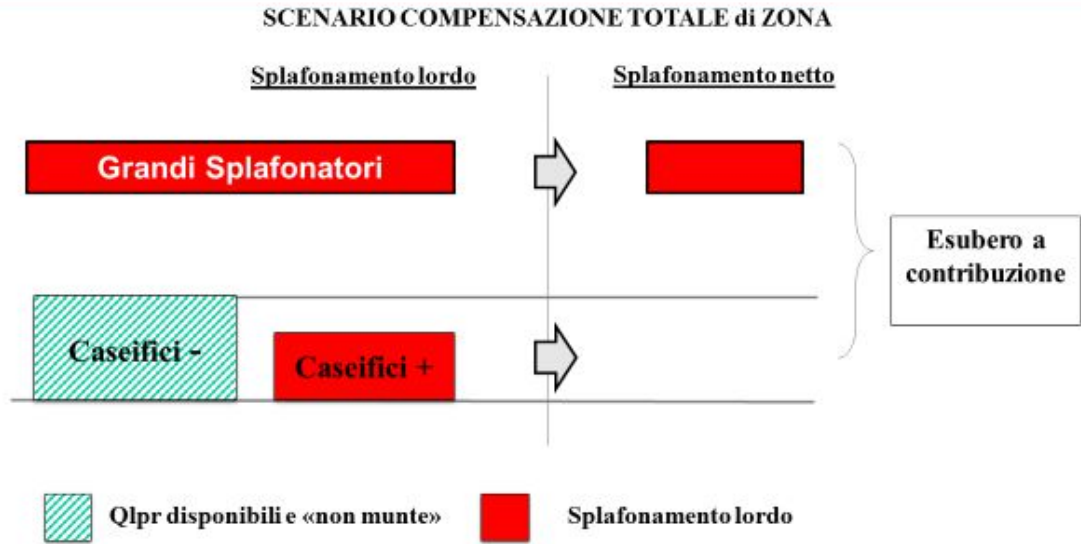 SCENARIO COMPENSAZIONE TOTALE di ZONA
Splafonamento lordo
Splafonamento netto
Grandi Splafonatori
Esubero a
contribuzione
Caseifici -
Caseifici +
Qlpr disponibili e «non munte»
Splafonamento lordo